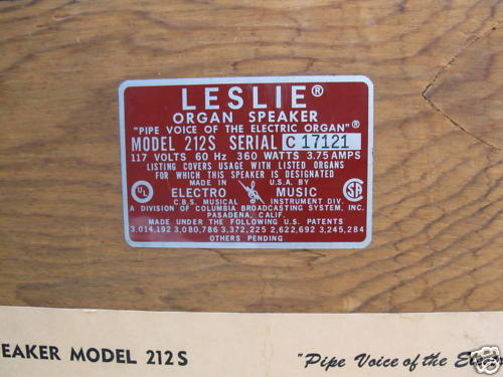 LESLIE®
ORGAN SPEAKER
"PIPE VOICE OF THE ELECTRIC ORGAN"®
MODEL 212S SERIAL C 17121
117 VOLTS 60 Hz 360 WATTS 3.75 AMPS
LISTING COVERS USAGE WITH LISTED ORGANS
FOR WHICH THIS SPEAKER IS DESIGNATED
MADE IN U.S.A. BY
UL ELECTRO MUSIC SA
C.B.S. MUSICAL INSTRUMENT DIV.
A DIVISION OF COLUMBIA BROADCASTING SYSTEM, INC.
PASADENA, CALIF.
MADE UNDER THE FOLLOWING U.S. PATENTS
3,014,192 3,080,786 3,372,225 2,622,692 3,245,284
OTHERS PENDING
PEAKER MODEL 212S "Pipe Voice of the Elec